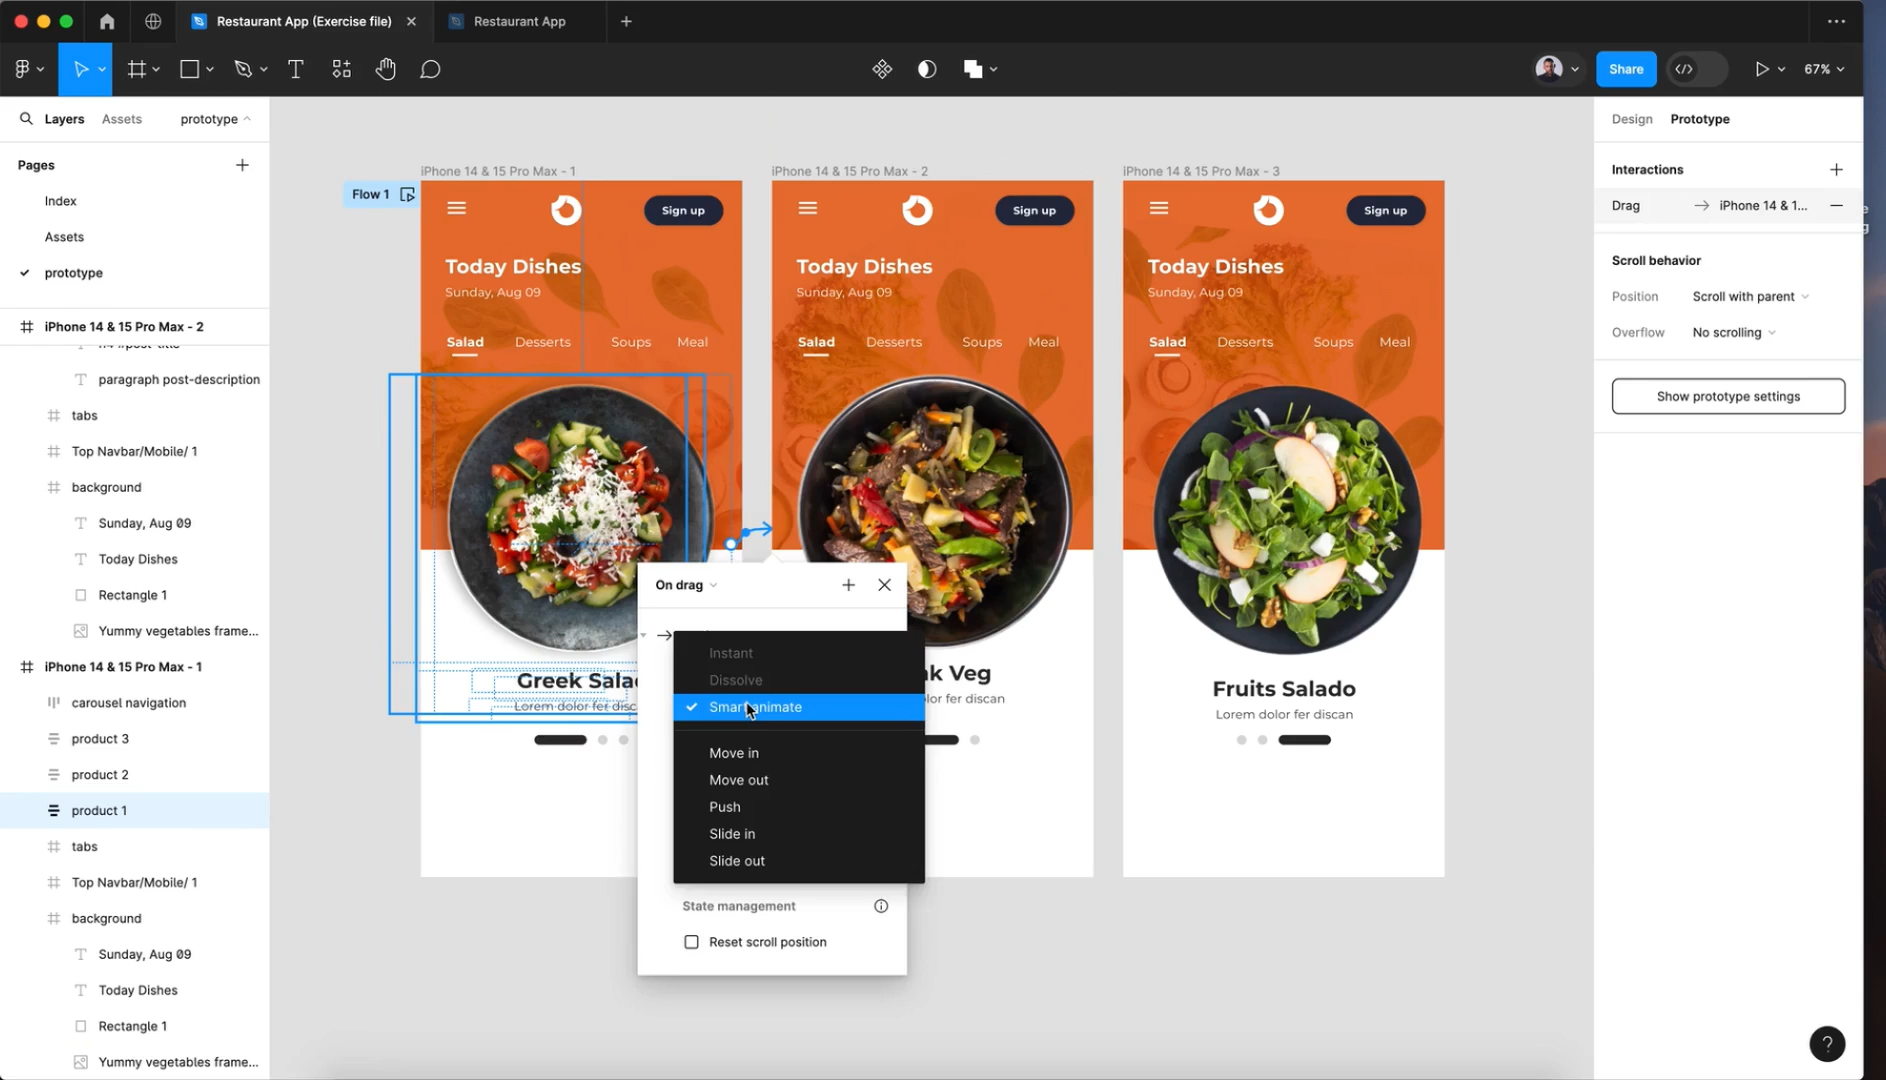 Restaurant App (Exercise file)
Restaurant App
Share
67%
Layers
Assets
prototype
Design
Prototype
Pages
Index
Assets
prototype
iPhone 14 & 15 Pro Max - 2
paragraph post-description
tabs
Top Navbar/Mobile/ 1
background
Sunday, Aug 09
Today Dishes
Rectangle 1
Yummy vegetables frame...
iPhone 14 & 15 Pro Max - 1
carousel navigation
product 3
product 2
product 1
tabs
Top Navbar/Mobile/ 1
background
Sunday, Aug 09
Today Dishes
Rectangle 1
Yummy vegetables frame...
Flow 1
iPhone 14 & 15 Pro Max - 1
Sign up
Today Dishes
Sunday, Aug 09
Salad Desserts Soups Meal
Greek Sala
Lorem dolor fer disc
iPhone 14 & 15 Pro Max - 2
Sign up
Today Dishes
Sunday, Aug 09
Salad Desserts Soups Meal
k Veg
dolor fer discan
iPhone 14 & 15 Pro Max - 3
Sign up
Today Dishes
Sunday, Aug 09
Salad Desserts Soups Meal
Fruits Salado
Lorem dolor fer discan
On drag
Instant
Dissolve
Smart animate
Move in
Move out
Push
Slide in
Slide out
State management
Reset scroll position
Interactions
Drag
iPhone 14 & 1...
Scroll behavior
Position
Scroll with parent
Overflow
No scrolling
Show prototype settings
?